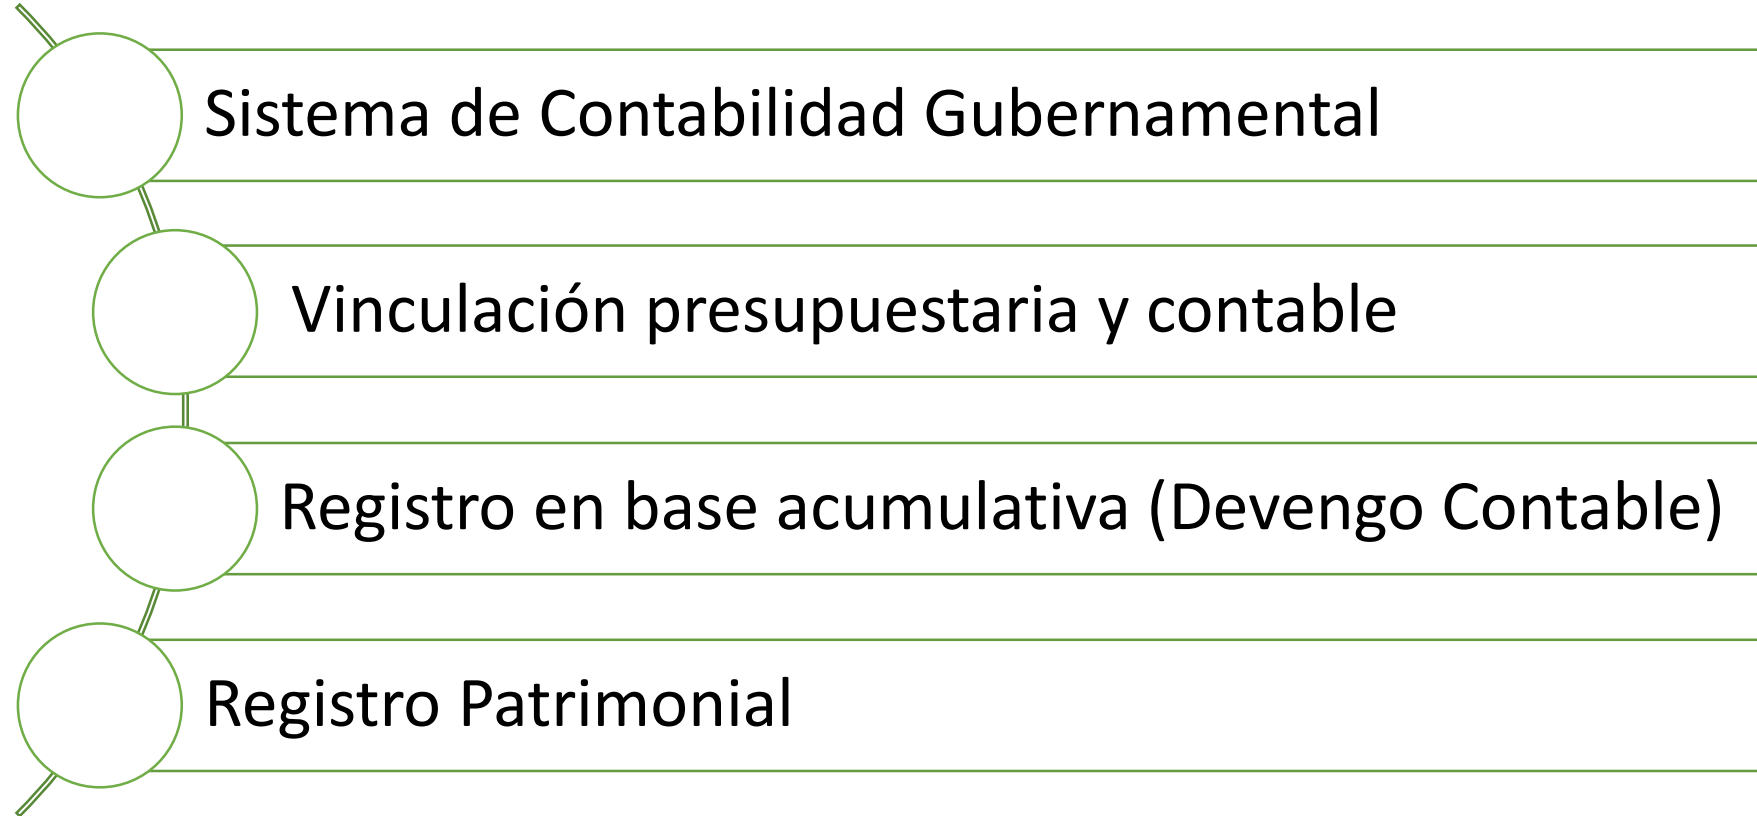 Sistema de Contabilidad Gubernamental
Vinculación presupuestaria y contable
Registro en base acumulativa (Devengo Contable)
Registro Patrimonial